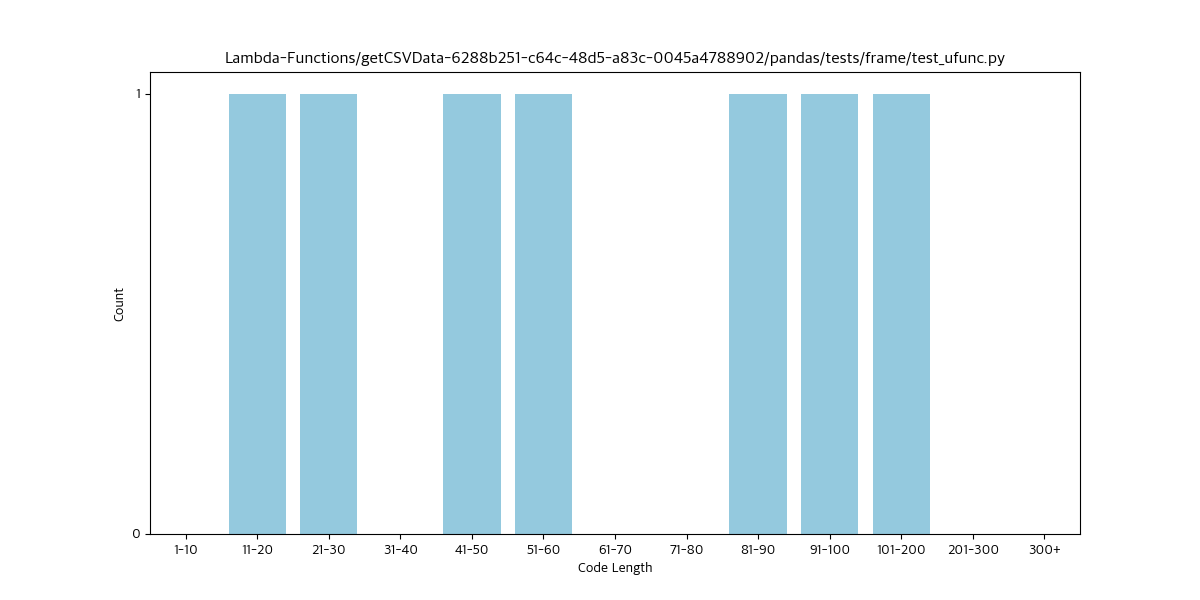 Lambda-Functions/getCSVData-6288b251-c64c-48d5-a83c-0045a4788902/pandas/tests/frame/test_ufunc.py
1
Count
0
1-10 11-20 21-30 31-40 41-50 51-60 61-70 71-80 81-90 91-100 101-200 201-300 300+
Code Length